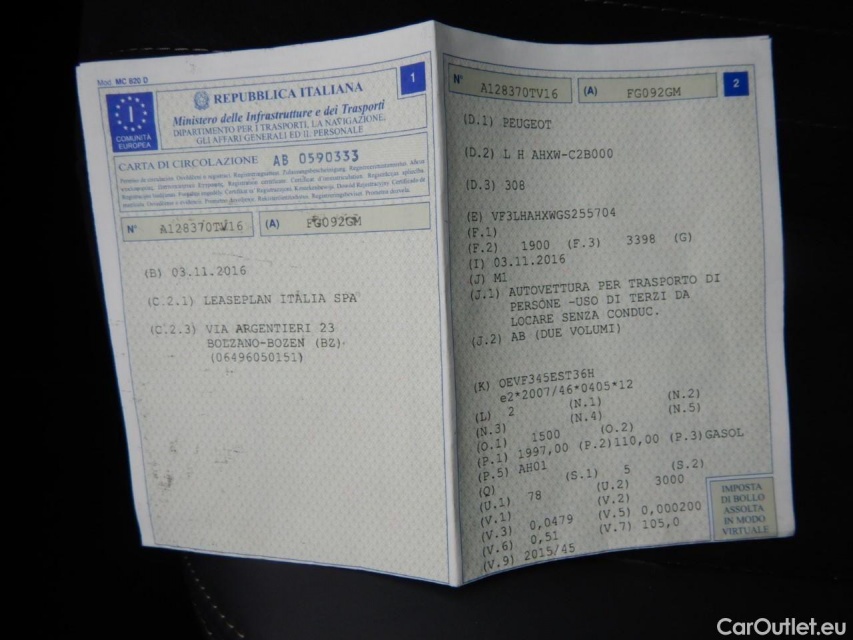 Mod. MC 820 D
REPUBBLICA ITALIANA
1
Ministero delle Infrastrutture e dei Trasporti
DIPARTIMENTO PER I TRASPORTI, LA NAVIGAZIONE,
GLI AFFARI GENERALI ED IL PERSONALE
I
COMUNITÀ
EUROPEA
CARTA DI CIRCOLAZIONE AB 0590333
N° A128370TV16 (A) FG092GM
(B) 03.11.2016
(C.2.1) LEASEPLAN ITALIA SPA
(C.2.3) VIA ARGENTIERI 23
BOLZANO-BOZEN (BZ)
(06496050151)
N° A128370TV16 (A) FG092GM 2
(D.1) PEUGEOT
(D.2) L H AHXW-C2B000
(D.3) 308
(E) VF3LHAHXWGS255704
(F.1)
(F.2) 1900 (F.3) 3398 (G)
(I) 03.11.2016
(J) M1
(J.1) AUTOVETTURA PER TRASPORTO DI
PERSONE -USO DI TERZI DA
LOCARE SENZA CONDUC.
(J.2) AB (DUE VOLUMI)
(K) OEVF345EST36H
e2*2007/46*0405*12
(L) 2 (N.1) (N.2)
(N.3) (N.4) (N.5)
(O.1) 1500 (O.2)
(P.1) 1997,00 (P.2)110,00 (P.3)GASOL
(P.5) AH01
(Q) (S.1) 5 (S.2)
(U.1) 78 (U.2) 3000
(V.1) (V.2)
(V.3) 0,0479 (V.5) 0,000200
(V.6) 0,51 (V.7) 105,0
(V.9) 2015/45
IMPOSTA
DI BOLLO
ASSOLTA
IN MODO
VIRTUALE
CarOutlet.eu